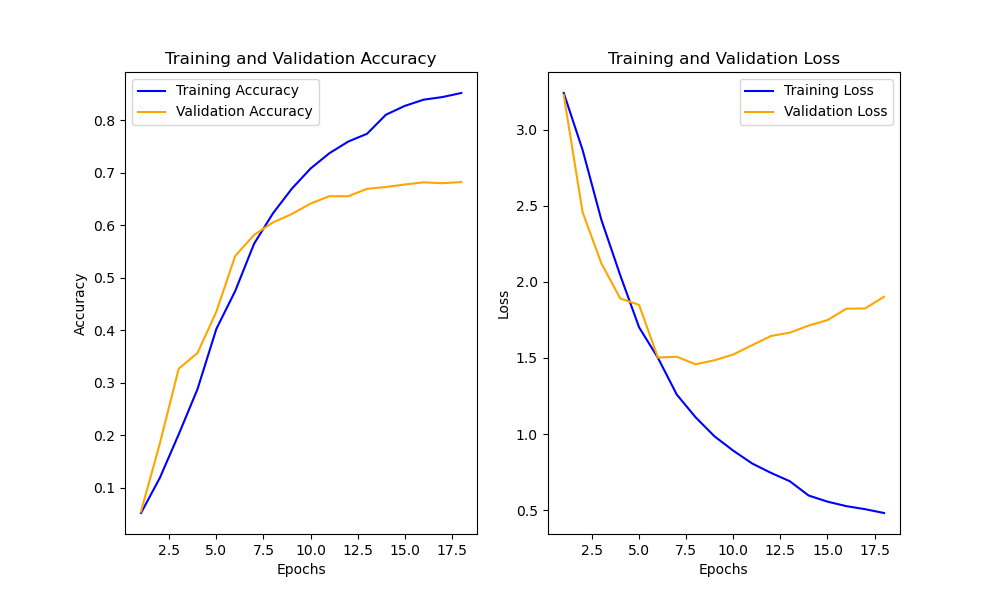 Training and Validation Accuracy
Training Accuracy
Validation Accuracy
0.8
0.7
0.6
0.5
0.4
0.3
0.2
0.1
Accuracy
2.5 5.0 7.5 10.0 12.5 15.0 17.5
Epochs
Training and Validation Loss
Training Loss
Validation Loss
3.0
2.5
2.0
1.5
1.0
0.5
Loss
2.5 5.0 7.5 10.0 12.5 15.0 17.5
Epochs